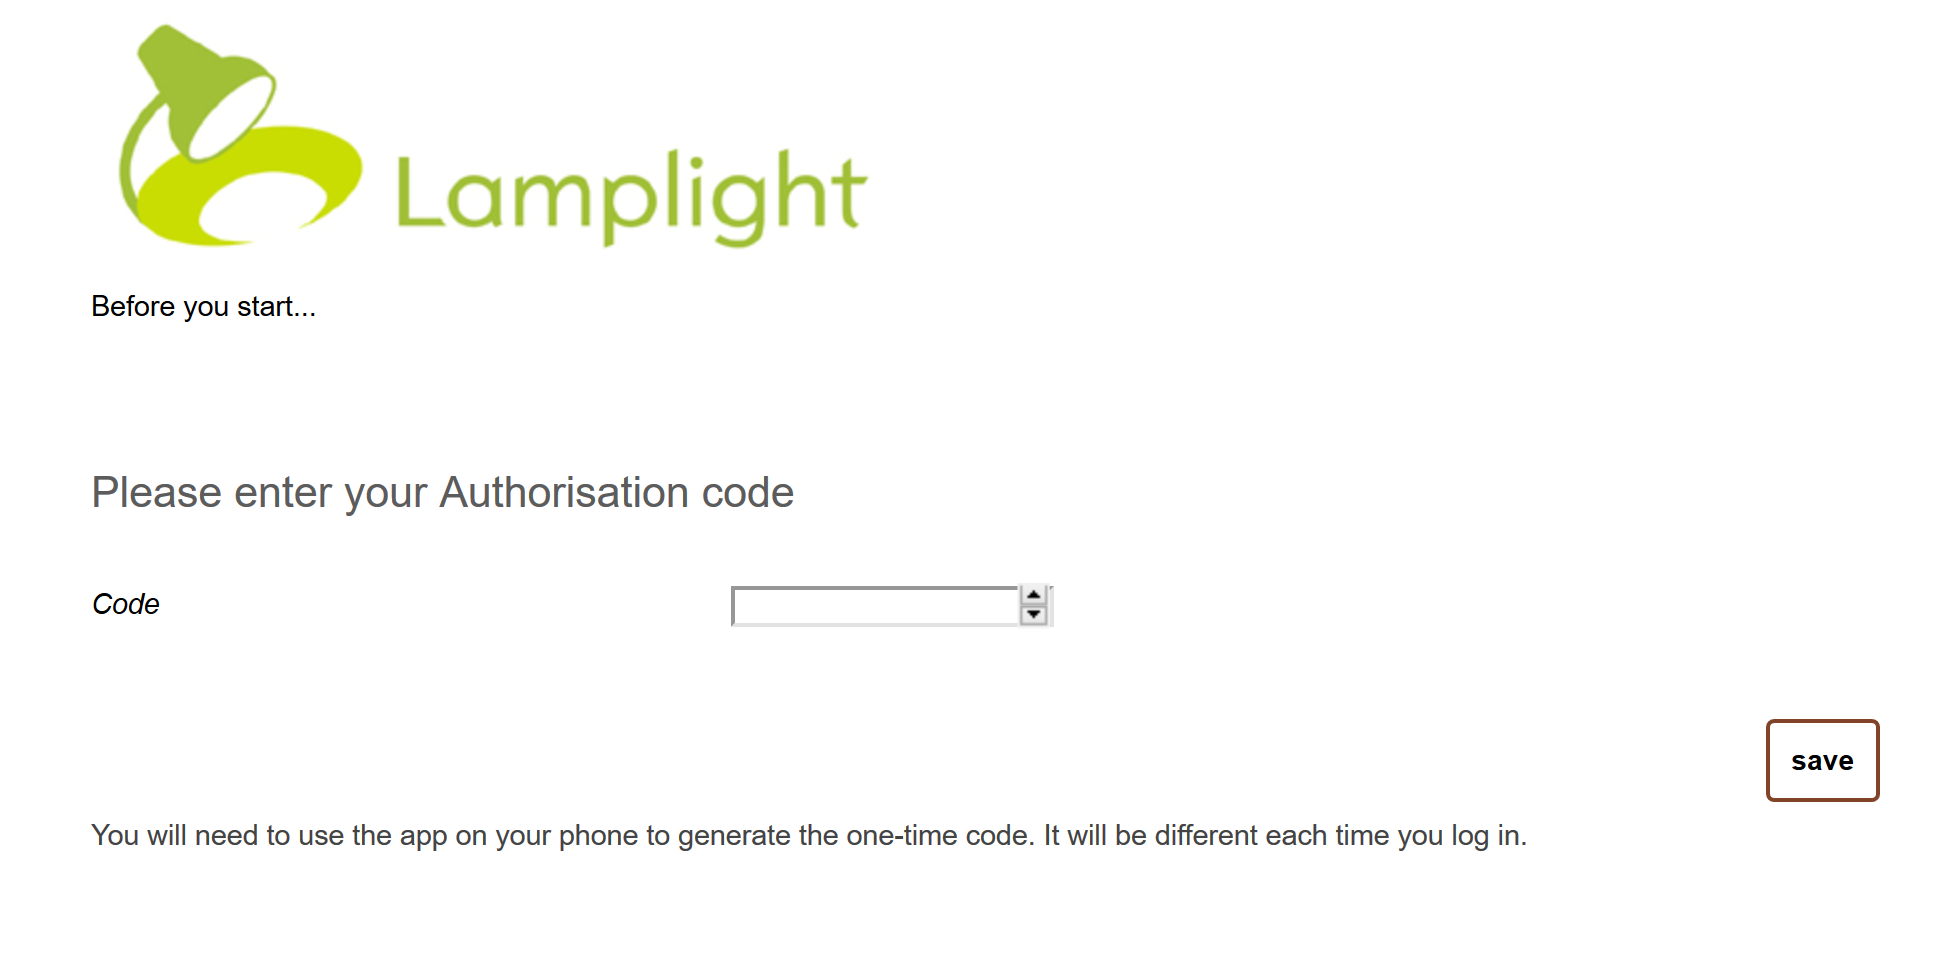 Lamplight
Before you start...
Please enter your Authorisation code
Code
save
You will need to use the app on your phone to generate the one-time code. It will be different each time you log in.